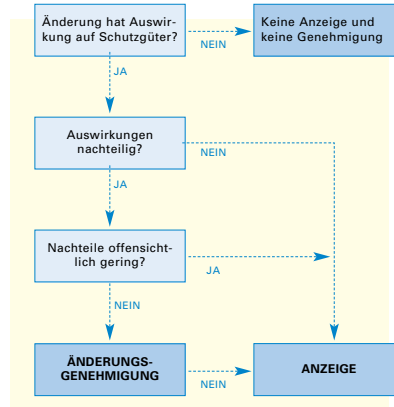 Änderung hat Auswir-
kung auf Schutzgüter?
NEIN
Keine Anzeige und
keine Genehmigung
JA
Auswirkungen
nachteilig?
NEIN
JA
Nachteile offensicht-
lich gering?
JA
NEIN
ÄNDERUNGS-
GENEHMIGUNG
NEIN
ANZEIGE